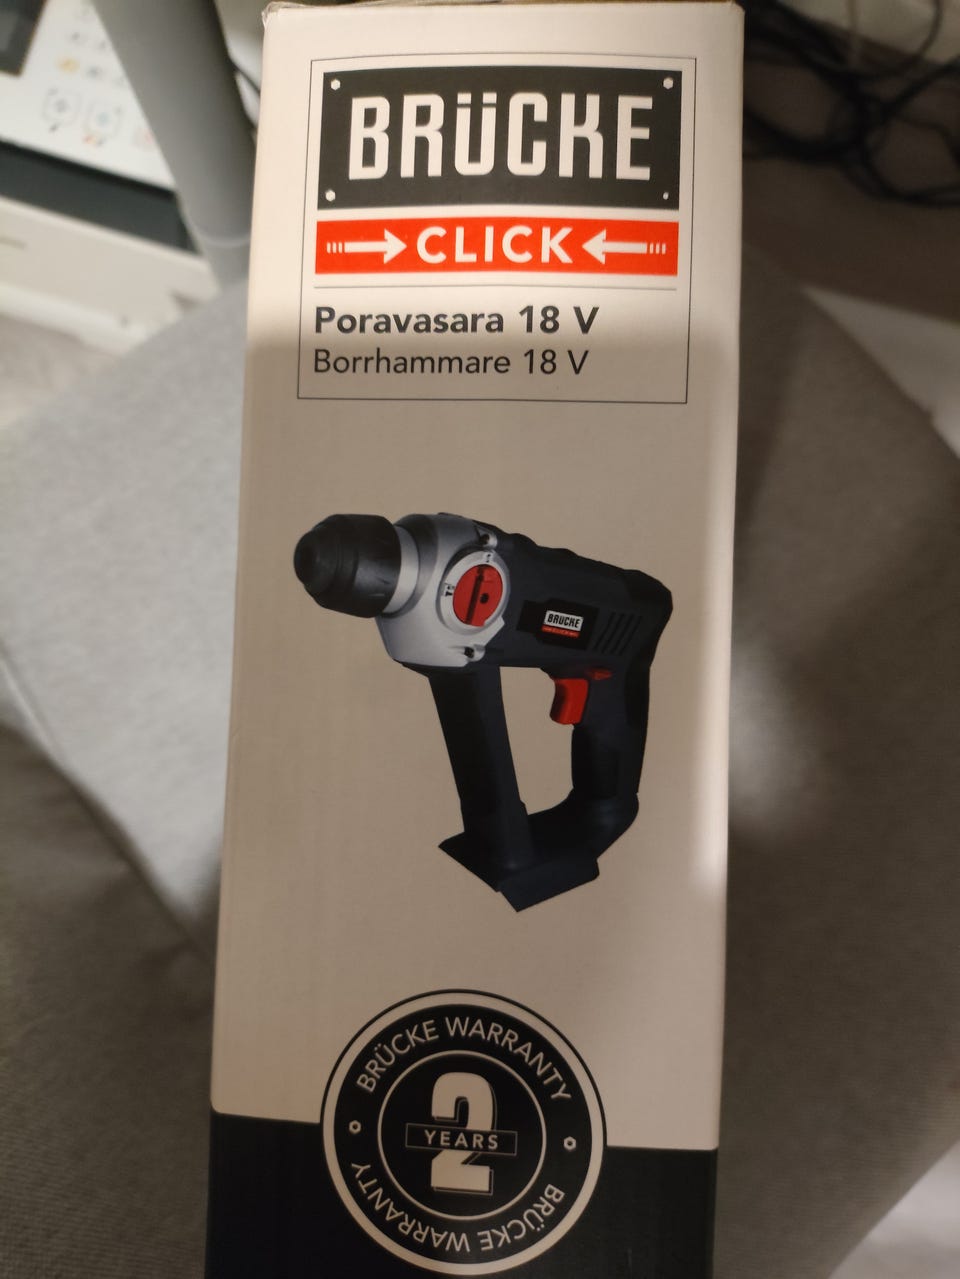 BRÜCKE
CLICK
Poravasara 18 V
Borrhammare 18 V
BRÜCKE
BRÜCKE WARRANTY
2
YEARS
BRÜCKE WARRANTY